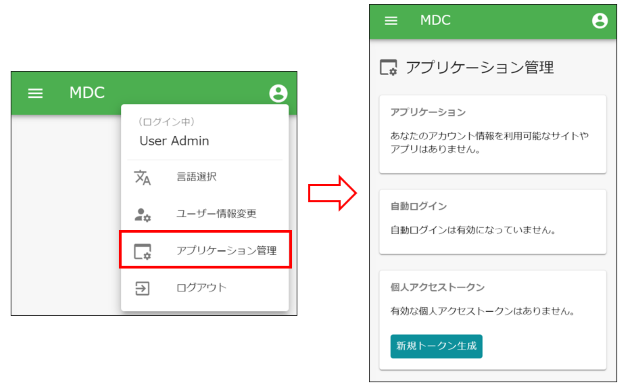 MDC
（ログイン中）
User Admin
言語選択
ユーザー情報変更
アプリケーション管理
ログアウト
MDC
アプリケーション管理
アプリケーション
あなたのアカウント情報を利用可能なサイトや
アプリはありません。
自動ログイン
自動ログインは有効になっていません。
個人アクセストークン
有効な個人アクセストークンはありません。
新規トークン生成